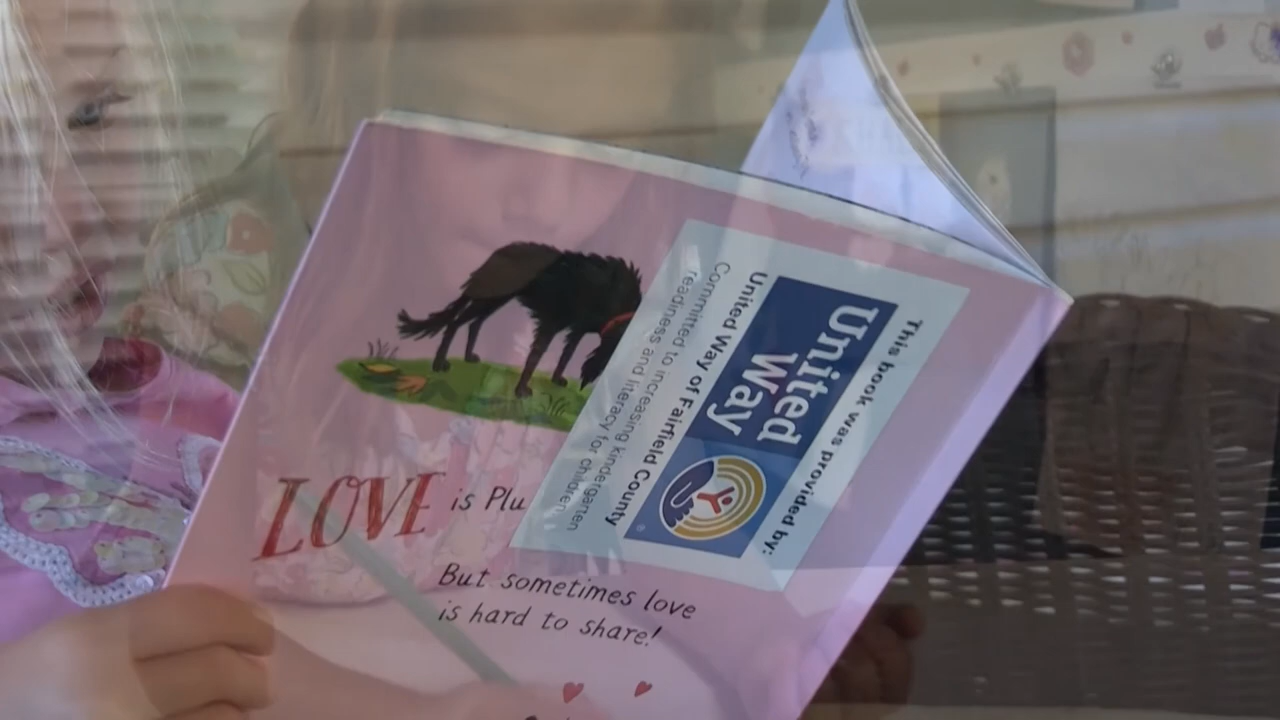 LOVE is Plu
But sometimes love
is hard to share!
This book was provided by:
United
Way
United Way of Fairfield County
Committed to increasing kindergarten
readiness and literacy for children.